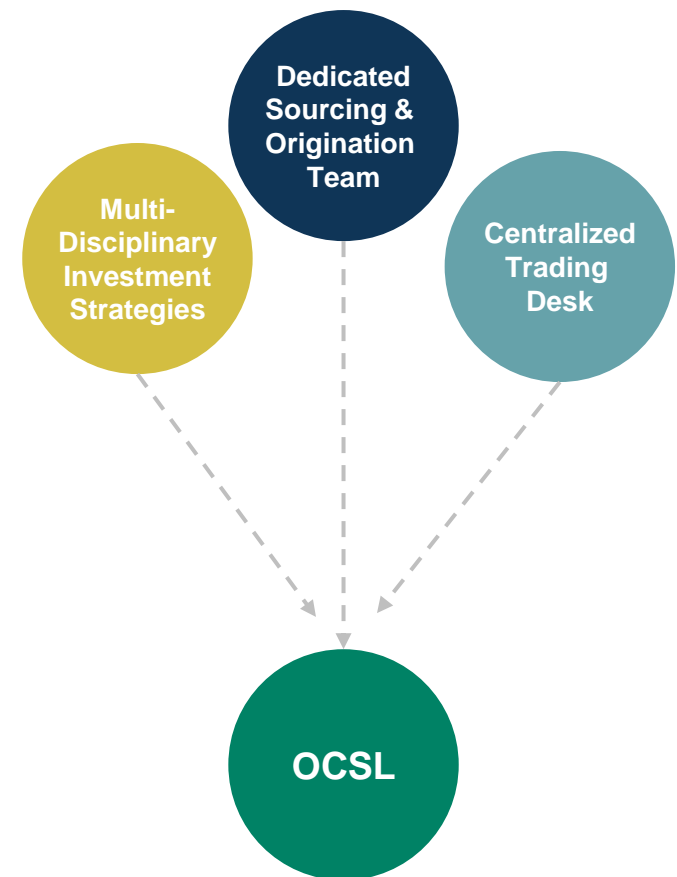 Dedicated
Sourcing &
Origination
Team
Multi-
Disciplinary
Investment
Strategies
Centralized
Trading
Desk
OCSL